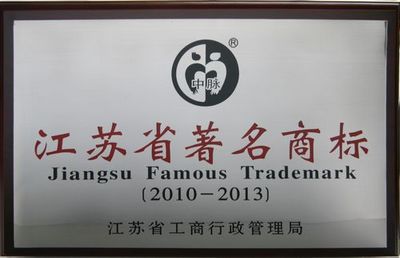 ®
中脉
江苏省著名商标
Jiangsu Famous Trademark
(2010－2013)
江苏省工商行政管理局